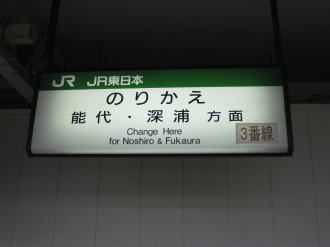 JR JR東日本
のりかえ
能代・深浦 方面
Change Here
for Noshiro & Fukaura
3番線